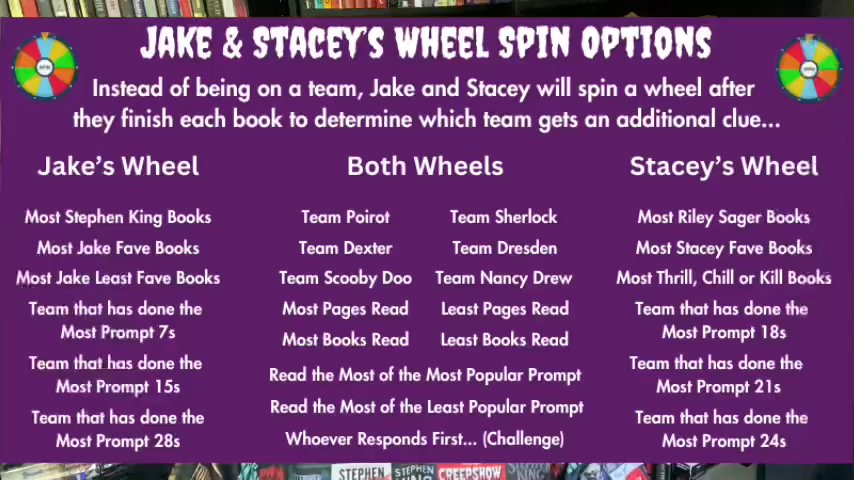 JAKE & STACEY'S WHEEL SPIN OPTIONS
Instead of being on a team, Jake and Stacey will spin a wheel after
they finish each book to determine which team gets an additional clue...
Jake's Wheel
Most Stephen King Books
Most Jake Fave Books
Most Jake Least Fave Books
Team that has done the
Most Prompt 7s
Team that has done the
Most Prompt 15s
Team that has done the
Most Prompt 28s
Both Wheels
Team Poirot
Team Sherlock
Team Dexter
Team Dresden
Team Scooby Doo
Team Nancy Drew
Most Pages Read
Least Pages Read
Most Books Read
Least Books Read
Read the Most of the Most Popular Prompt
Read the Most of the Least Popular Prompt
Whoever Responds First... (Challenge)
Stacey's Wheel
Most Riley Sager Books
Most Stacey Fave Books
Most Thrill, Chill or Kill Books
Team that has done the
Most Prompt 18s
Team that has done the
Most Prompt 21s
Team that has done the
Most Prompt 24s
STEPHEN
STEPHEN
KING
CREEPSHOW